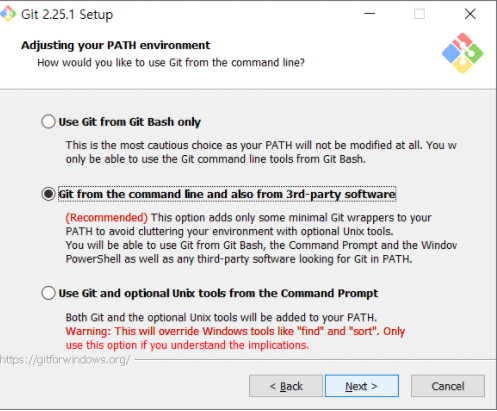 Git 2.25.1 Setup
Adjusting your PATH environment
How would you like to use Git from the command line?
Use Git from Git Bash only
This is the most cautious choice as your PATH will not be modified at all. You w
only be able to use the Git command line tools from Git Bash.
Git from the command line and also from 3rd-party software
(Recommended) This option adds only some minimal Git wrappers to your
PATH to avoid cluttering your environment with optional Unix tools.
You will be able to use Git from Git Bash, the Command Prompt and the Window
PowerShell as well as any third-party software looking for Git in PATH.
Use Git and optional Unix tools from the Command Prompt
Both Git and the optional Unix tools will be added to your PATH.
Warning: This will override Windows tools like "find" and "sort". Only
use this option if you understand the implications.
https://gitforwindows.org/
< Back Next > Cancel